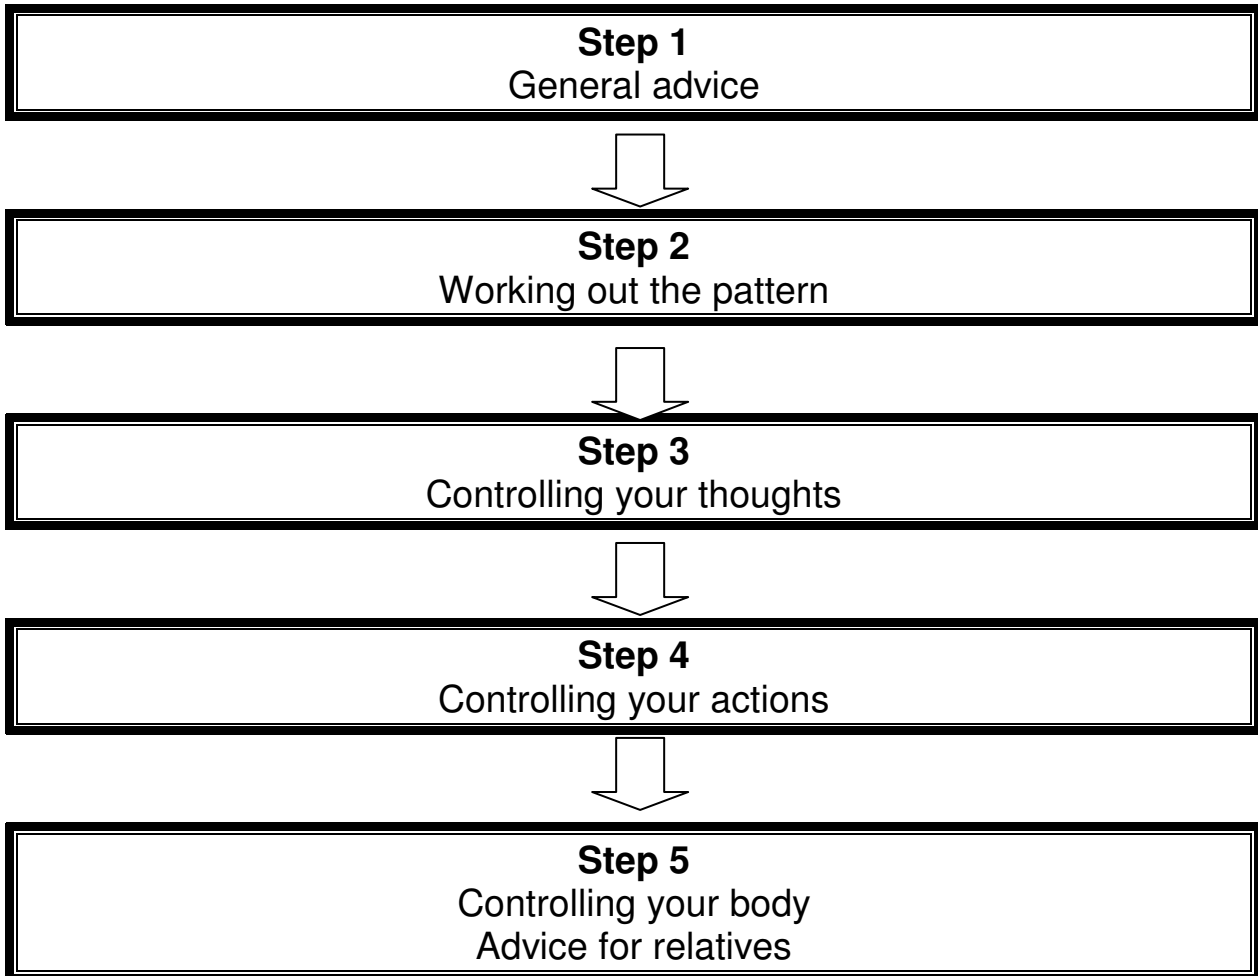 Step 1
General advice
Step 2
Working out the pattern
Step 3
Controlling your thoughts
Step 4
Controlling your actions
Step 5
Controlling your body
Advice for relatives